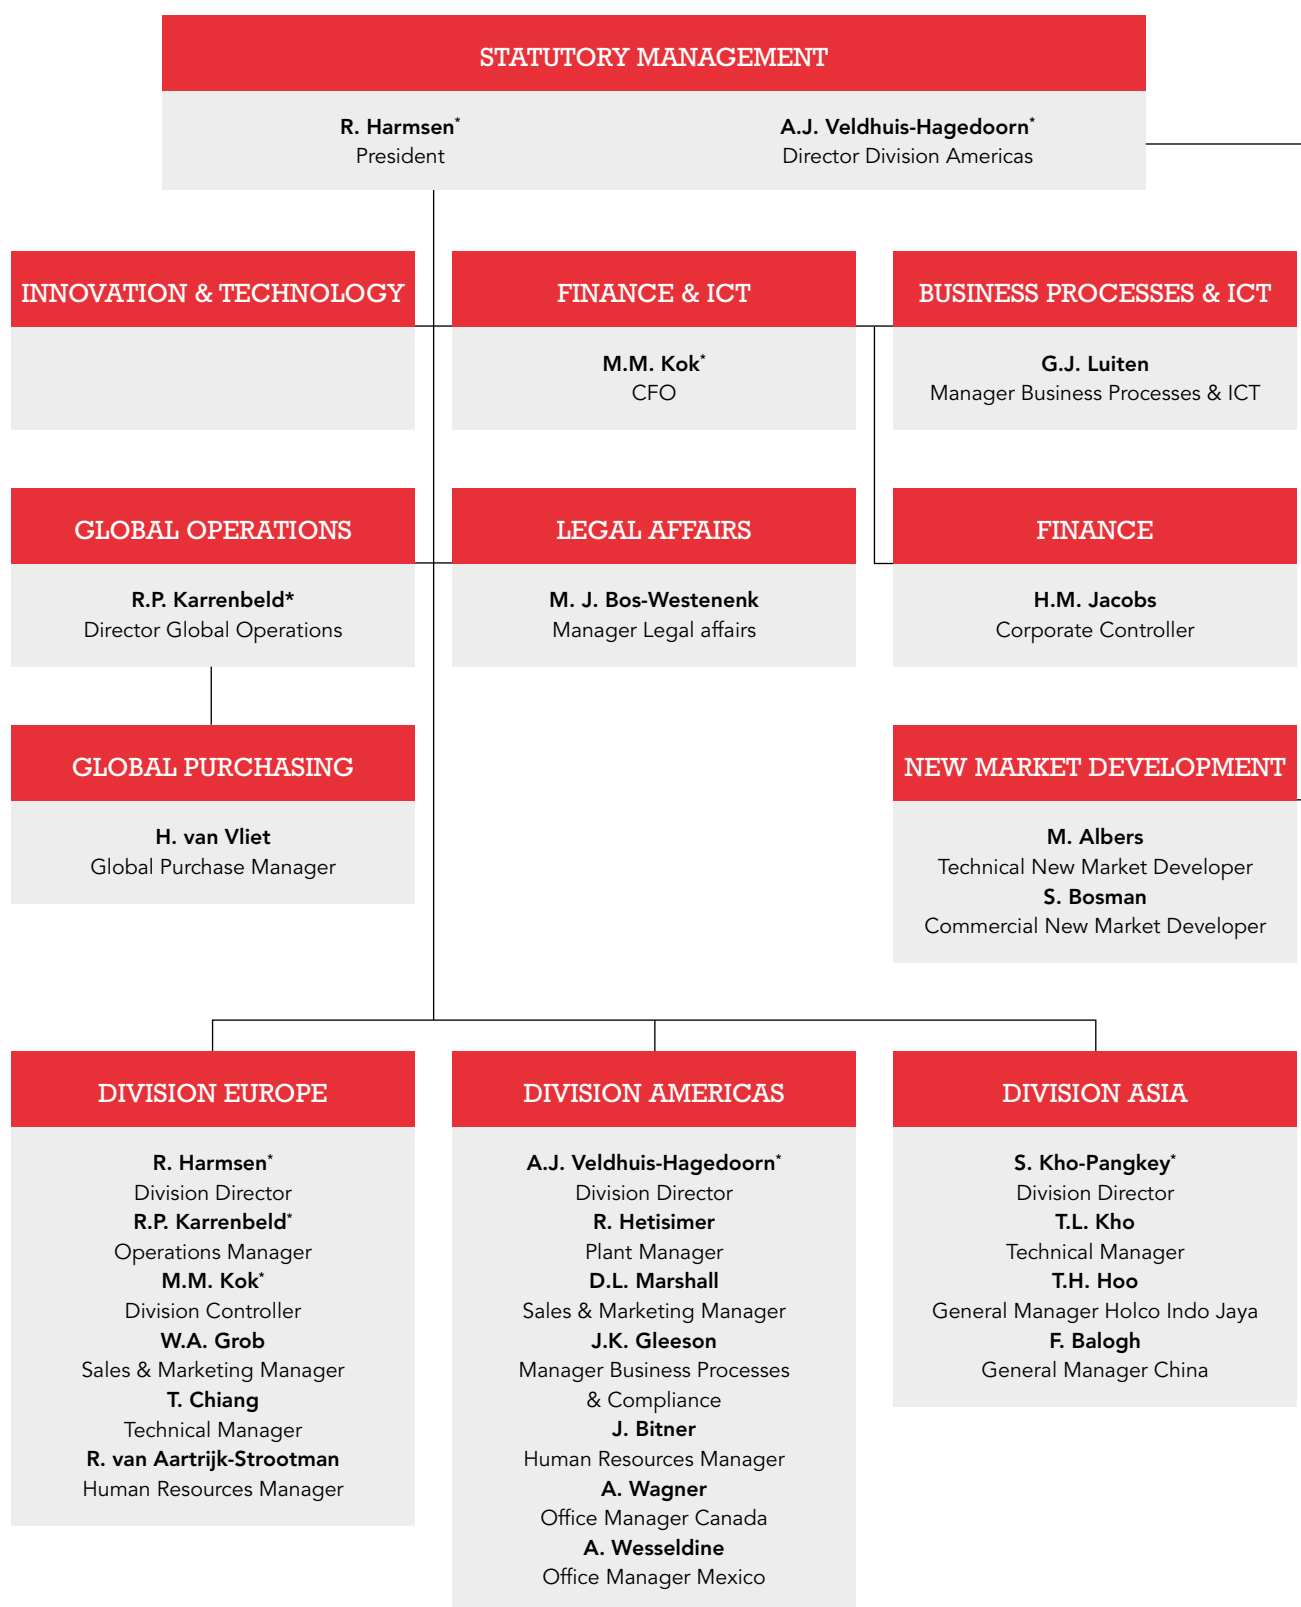 STATUTORY MANAGEMENT
R. Harmsen*
President
A.J. Veldhuis-Hagedoorn*
Director Division Americas
INNOVATION & TECHNOLOGY
FINANCE & ICT
M.M. Kok*
CFO
BUSINESS PROCESSES & ICT
G.J. Luiten
Manager Business Processes & ICT
GLOBAL OPERATIONS
R.P. Karrenbeld*
Director Global Operations
LEGAL AFFAIRS
M. J. Bos-Westenenk
Manager Legal affairs
FINANCE
H.M. Jacobs
Corporate Controller
GLOBAL PURCHASING
H. van Vliet
Global Purchase Manager
NEW MARKET DEVELOPMENT
M. Albers
Technical New Market Developer
S. Bosman
Commercial New Market Developer
DIVISION EUROPE
R. Harmsen*
Division Director
R.P. Karrenbeld*
Operations Manager
M.M. Kok*
Division Controller
W.A. Grob
Sales & Marketing Manager
T. Chiang
Technical Manager
R. van Aartrijk-Strootman
Human Resources Manager
DIVISION AMERICAS
A.J. Veldhuis-Hagedoorn*
Division Director
R. Hetisimer
Plant Manager
D.L. Marshall
Sales & Marketing Manager
J.K. Gleeson
Manager Business Processes
& Compliance
J. Bitner
Human Resources Manager
A. Wagner
Office Manager Canada
A. Wesseldine
Office Manager Mexico
DIVISION ASIA
S. Kho-Pangkey*
Division Director
T.L. Kho
Technical Manager
T.H. Hoo
General Manager Holco Indo Jaya
F. Balogh
General Manager China